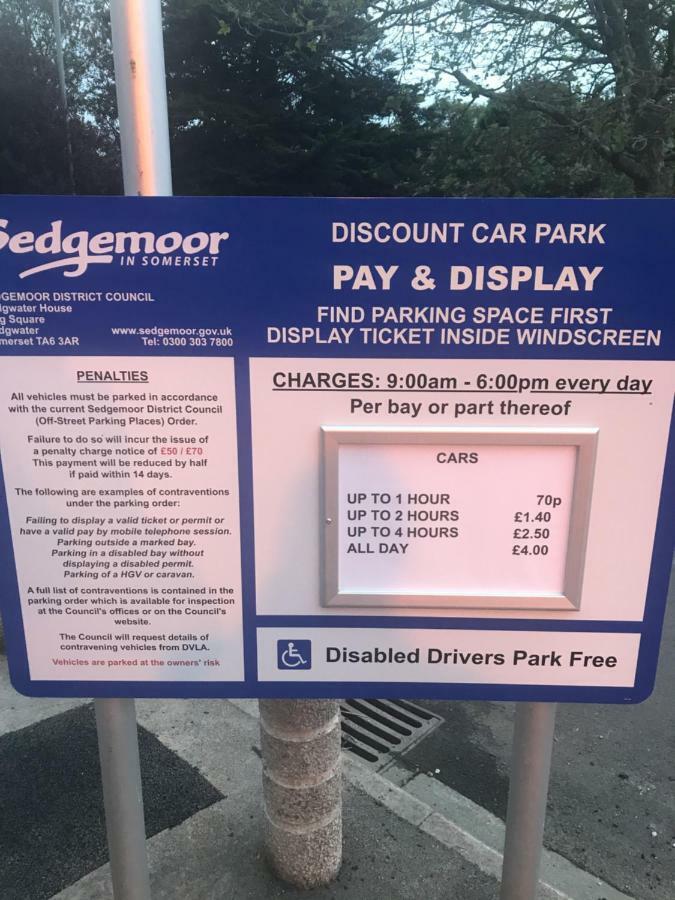 Sedgemoor
IN SOMERSET
GEMOOR DISTRICT COUNCIL
gwater House
g Square
dgwater
merset TA6 3AR
www.sedgemoor.gov.uk
Tel: 0300 303 7800
DISCOUNT CAR PARK
PAY & DISPLAY
FIND PARKING SPACE FIRST
DISPLAY TICKET INSIDE WINDSCREEN
PENALTIES
All vehicles must be parked in accordance
with the current Sedgemoor District Council
(Off-Street Parking Places) Order.
Failure to do so will incur the issue of
a penalty charge notice of £50 / £70
This payment will be reduced by half
if paid within 14 days.
The following are examples of contraventions
under the parking order:
Failing to display a valid ticket or permit or
have a valid pay by mobile telephone session.
Parking outside a marked bay.
Parking in a disabled bay without
displaying a disabled permit.
Parking of a HGV or caravan.
A full list of contraventions is contained in the
parking order which is available for inspection
at the Council's offices or on the Council's
website.
The Council will request details of
contravening vehicles from DVLA.
Vehicles are parked at the owners' risk
CHARGES: 9:00am - 6:00pm every day
Per bay or part thereof
CARS
UP TO 1 HOUR 70p
UP TO 2 HOURS £1.40
UP TO 4 HOURS £2.50
ALL DAY £4.00
Disabled Drivers Park Free